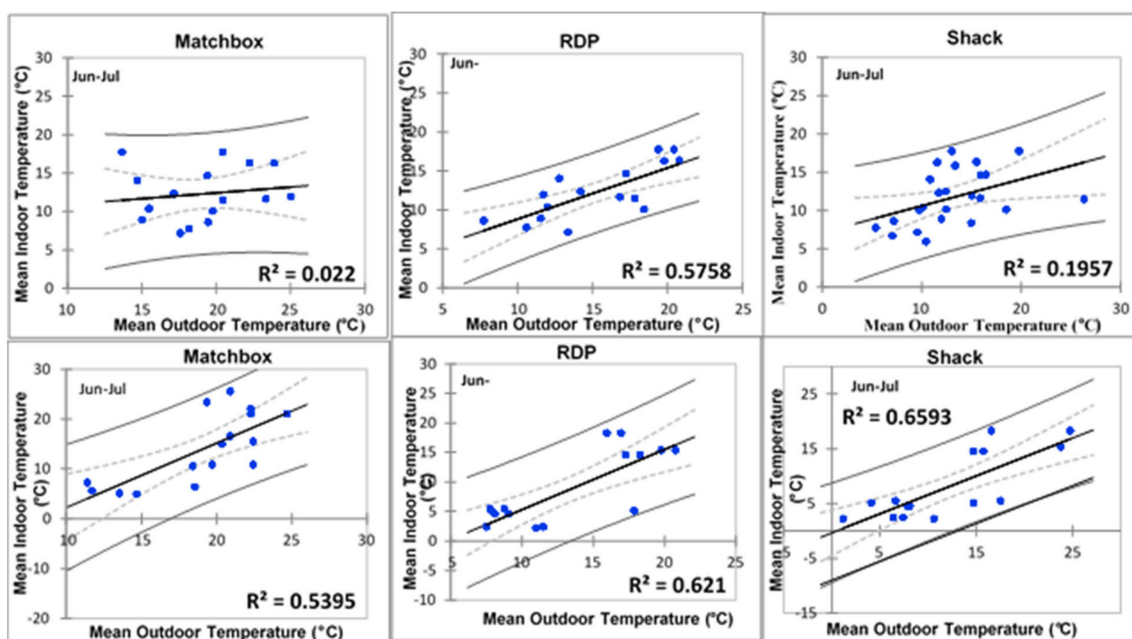 Matchbox
Mean Indoor Temperature (°C)
30
25
20
15
10
5
0
Jun-Jul
R² = 0.022
10 15 20 25 30
Mean Outdoor Temperature (°C)
RDP
Mean Indoor Temperature (°C)
30
25
20
15
10
5
0
Jun-
R² = 0.5758
5 10 15 20 25
Mean Outdoor Temperature (°C)
Shack
Mean Indoor Temperature (°C)
30
25
20
15
10
5
0
Jun-Jul
R² = 0.1957
0 10 20 30
Mean Outdoor Temperature (°C)
Matchbox
Mean Indoor Temperature
(°C)
30
20
10
0
-10
-20
Jun-Jul
10 15 20 25 30
R² = 0.5395
Mean Outdoor Temperature (°C)
RDP
Mean Indoor Temperature
(°C)
30
25
20
15
10
5
0
-5
-10
Jun-
5 10 15 20 25
R² = 0.621
Mean Outdoor Temperature (°C)
Shack
Mean Indoor Temperature
(°C)
25
15
5
-5
-15
Jun-Jul
R² = 0.6593
5 15 25
Mean Outdoor Temperature (°C)